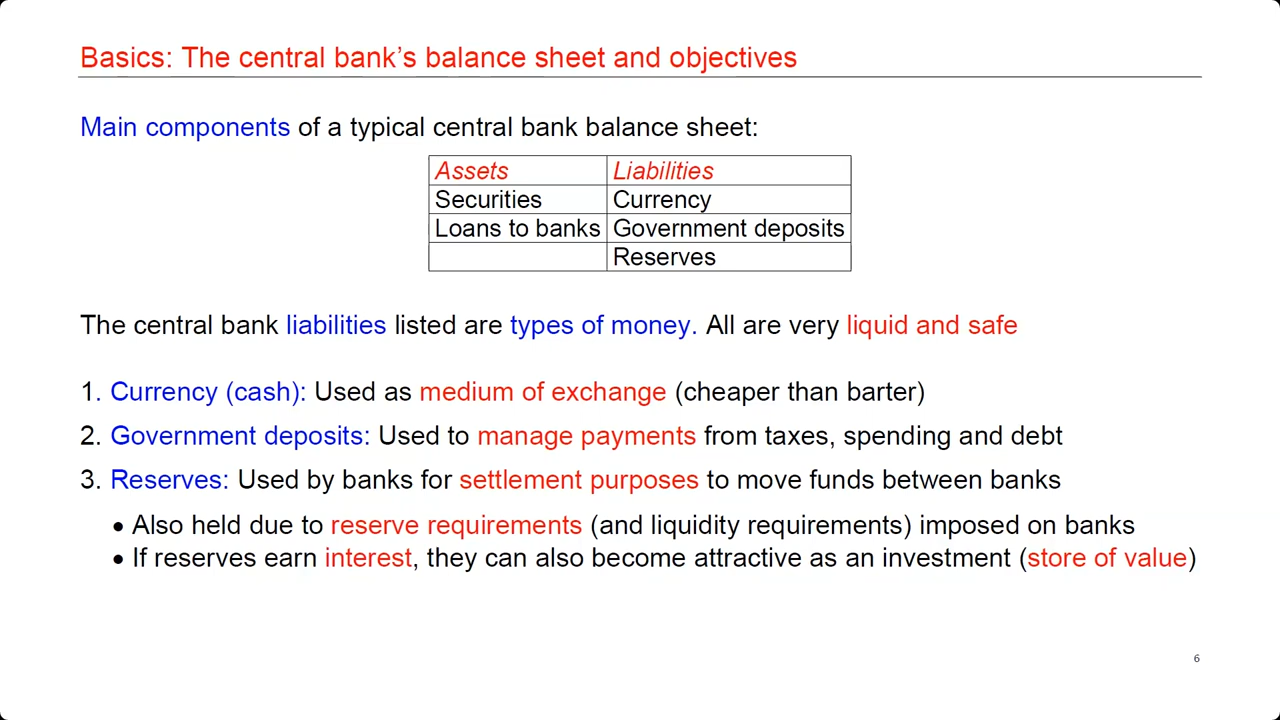 Basics: The central bank’s balance sheet and objectives
Main components of a typical central bank balance sheet:
Assets Liabilities
Securities Currency
Loans to banks Government deposits
Reserves
The central bank liabilities listed are types of money. All are very liquid and safe
1. Currency (cash): Used as medium of exchange (cheaper than barter)
2. Government deposits: Used to manage payments from taxes, spending and debt
3. Reserves: Used by banks for settlement purposes to move funds between banks
• Also held due to reserve requirements (and liquidity requirements) imposed on banks
• If reserves earn interest, they can also become attractive as an investment (store of value)
6